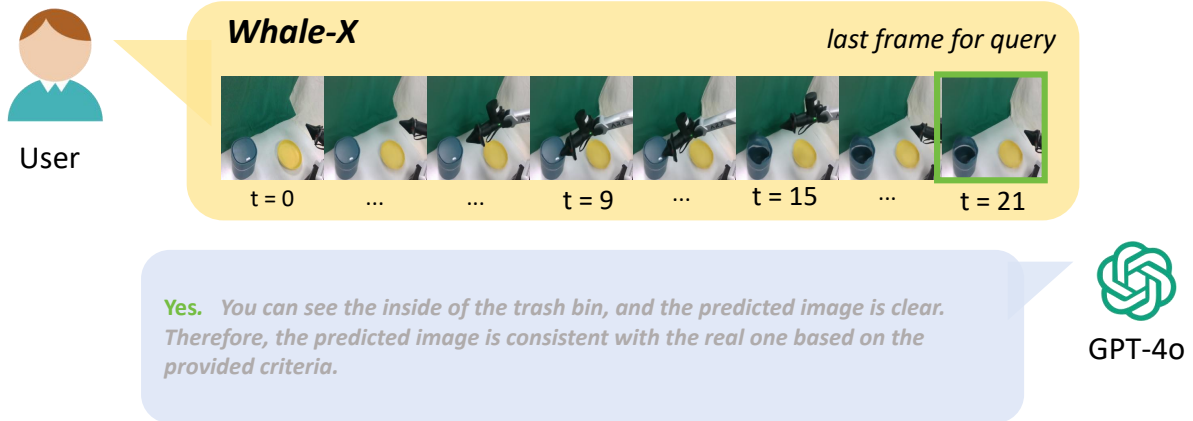 Whale-X
last frame for query
User
t = 0 ... ... t = 9 ... t = 15 ... t = 21
Yes. You can see the inside of the trash bin, and the predicted image is clear.
Therefore, the predicted image is consistent with the real one based on the
provided criteria.
GPT-4o